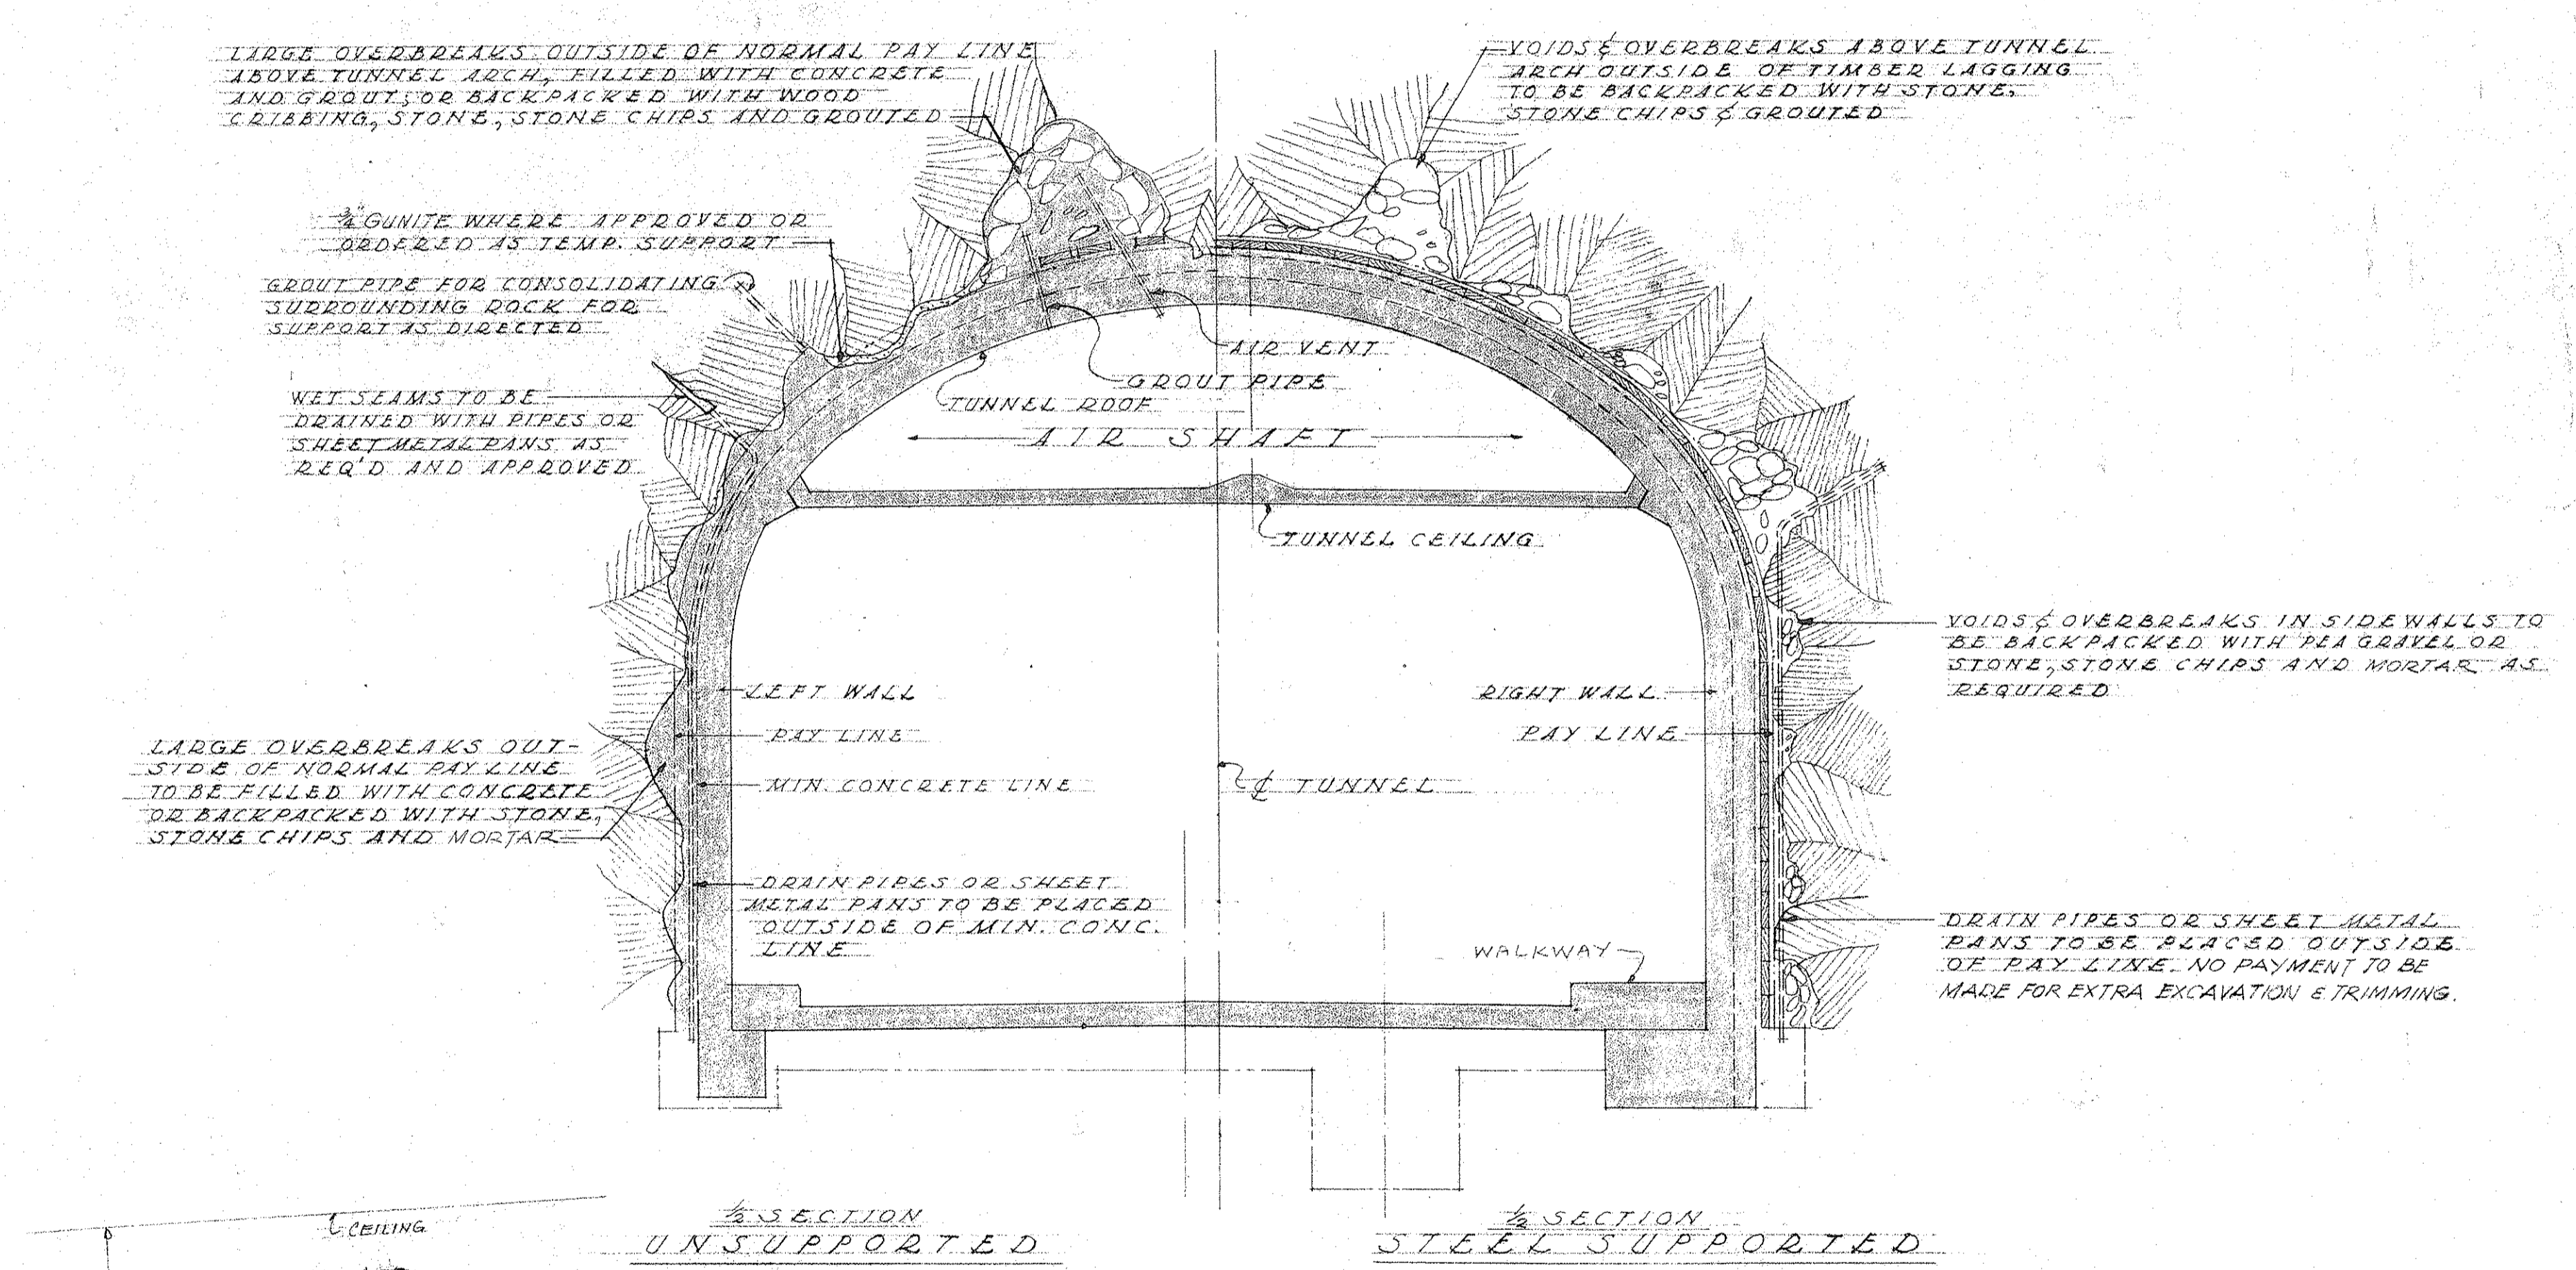 LARGE OVERBREAKS OUTSIDE OF NORMAL PAY LINE
ABOVE TUNNEL ARCH, FILLED WITH CONCRETE
AND GROUT; OR BACKPACKED WITH WOOD
CRIBBING, STONE, STONE CHIPS AND GROUTED
VOIDS & OVERBREAKS ABOVE TUNNEL
ARCH OUTSIDE OF TIMBER LAGGING
TO BE BACKPACKED WITH STONE,
STONE CHIPS & GROUTED
3/4" GUNITE WHERE APPROVED OR
ORDERED AS TEMP. SUPPORT
GROUT PIPE FOR CONSOLIDATING
SURROUNDING ROCK FOR
SUPPORT AS DIRECTED
WET SEAMS TO BE
DRAINED WITH PIPES OR
SHEET METAL PANS AS
REQ'D AND APPROVED
AIR VENT
GROUT PIPE
TUNNEL ROOF
AIR SHAFT
TUNNEL CEILING
VOIDS & OVERBREAKS IN SIDEWALLS TO
BE BACKPACKED WITH PEA GRAVEL OR
STONE, STONE CHIPS AND MORTAR AS
REQUIRED
LEFT WALL
RIGHT WALL
PAY LINE
PAY LINE
LARGE OVERBREAKS OUT-
SIDE OF NORMAL PAY LINE
TO BE FILLED WITH CONCRETE
OR BACKPACKED WITH STONE,
STONE CHIPS AND MORTAR
MIN. CONCRETE LINE
℄ TUNNEL
DRAIN PIPES OR SHEET
METAL PANS TO BE PLACED
OUTSIDE OF MIN. CONC.
LINE
WALKWAY
DRAIN PIPES OR SHEET METAL
PANS TO BE PLACED OUTSIDE
OF PAY LINE. NO PAYMENT TO BE
MADE FOR EXTRA EXCAVATION & TRIMMING.
CEILING
1/2 SECTION
UNSUPPORTED
1/2 SECTION
STEEL SUPPORTED